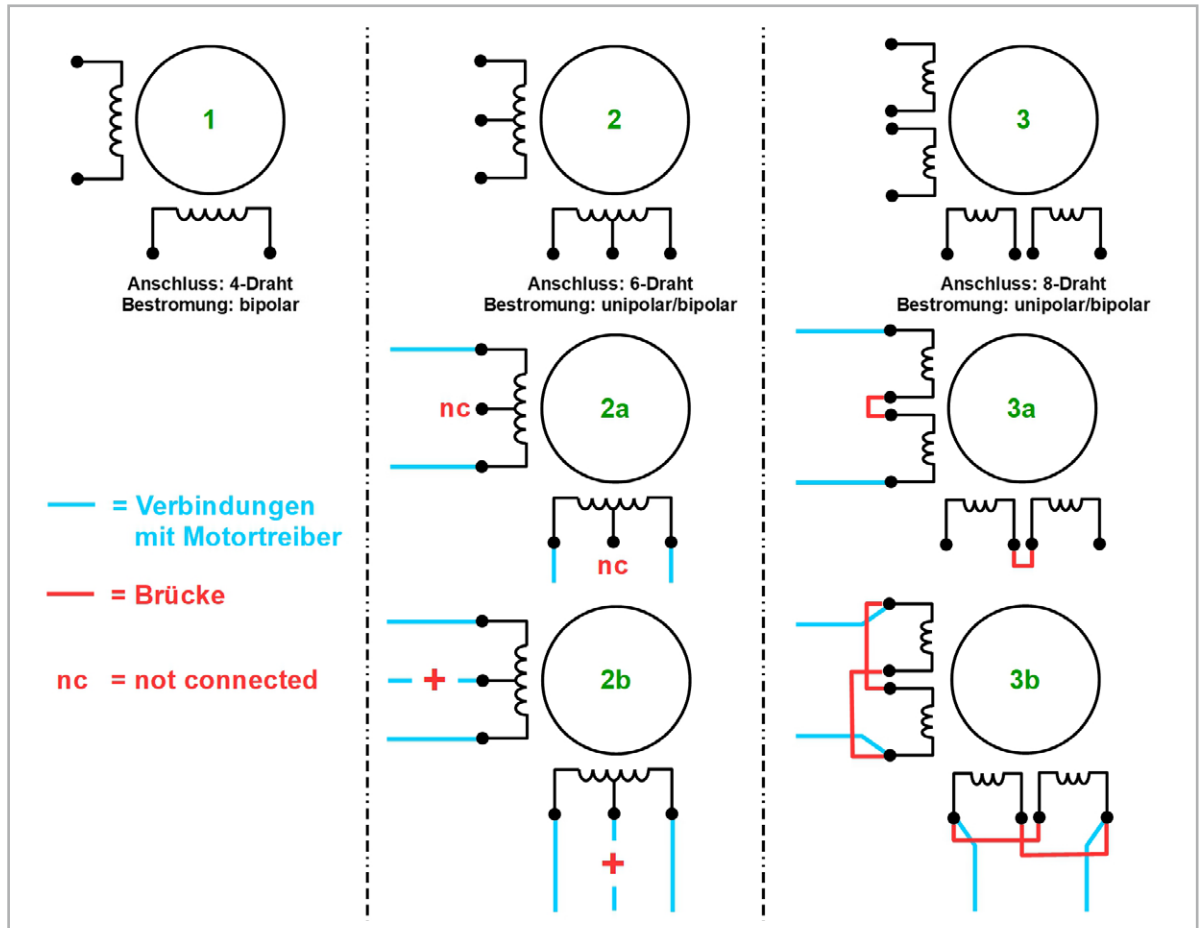 1
2
3
Anschluss: 4-Draht
Bestromung: bipolar
Anschluss: 6-Draht
Bestromung: unipolar/bipolar
Anschluss: 8-Draht
Bestromung: unipolar/bipolar
nc
2a
nc
3a
= Verbindungen
mit Motortreiber
= Brücke
nc = not connected
+
2b
+
3b